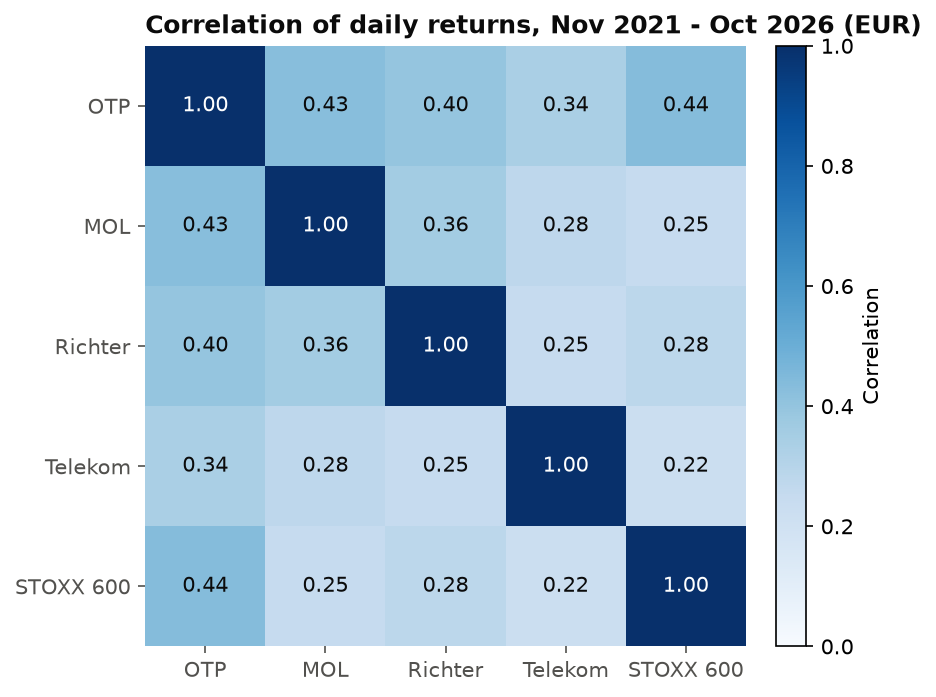 Correlation of daily returns, Nov 2021 - Oct 2026 (EUR)
OTP 1.00 0.43 0.40 0.34 0.44
MOL 0.43 1.00 0.36 0.28 0.25
Richter 0.40 0.36 1.00 0.25 0.28
Telekom 0.34 0.28 0.25 1.00 0.22
STOXX 600 0.44 0.25 0.28 0.22 1.00
OTP MOL Richter Telekom STOXX 600
1.0
0.8
0.6
0.4
0.2
0.0
Correlation